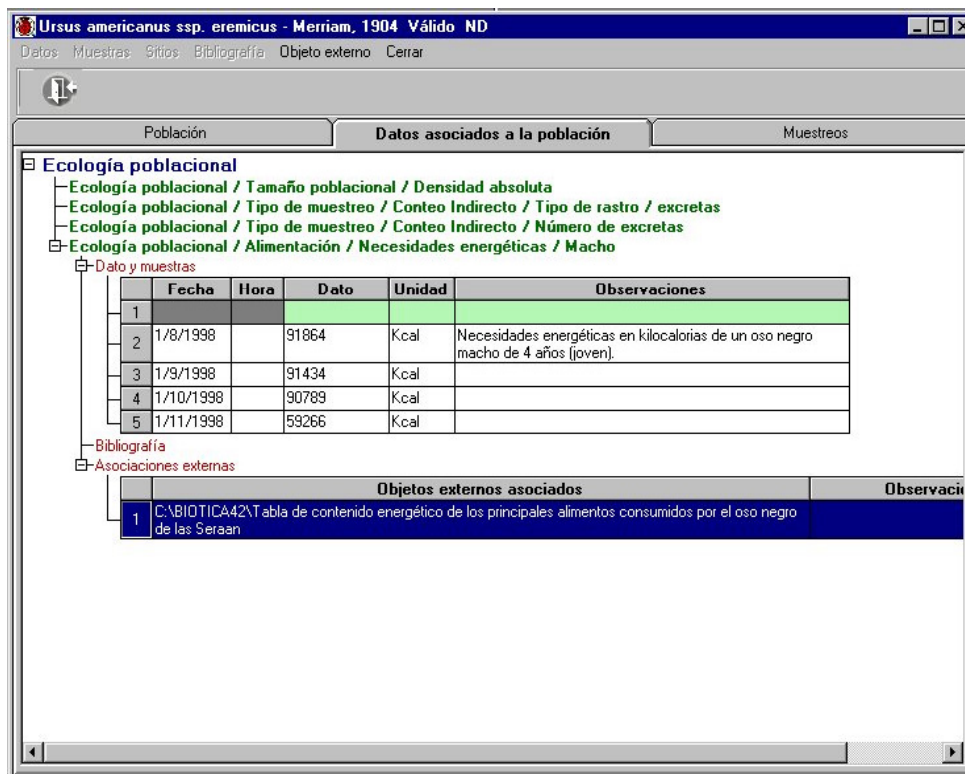 Ursus americanus ssp. eremicus - Merriam, 1904 Válido ND
Datos Muestras Sitios Bibliografía Objeto externo Cerrar
Población Datos asociados a la población Muestreos
Ecología poblacional
Ecología poblacional / Tamaño poblacional / Densidad absoluta
Ecología poblacional / Tipo de muestreo / Conteo Indirecto / Tipo de rastro / excretas
Ecología poblacional / Tipo de muestreo / Conteo Indirecto / Número de excretas
Ecología poblacional / Alimentación / Necesidades energéticas / Macho
Dato y muestras
Fecha Hora Dato Unidad Observaciones
1
2 1/8/1998 91864 Kcal Necesidades energéticas en kilocalorias de un oso negro
macho de 4 años (joven).
3 1/9/1998 91434 Kcal
4 1/10/1998 90789 Kcal
5 1/11/1998 59266 Kcal
Bibliografía
Asociaciones externas
Objetos externos asociados Observacio
1 C:\BIOTICA42\Tabla de contenido energético de los principales alimentos consumidos por el oso negro
de las Seraan